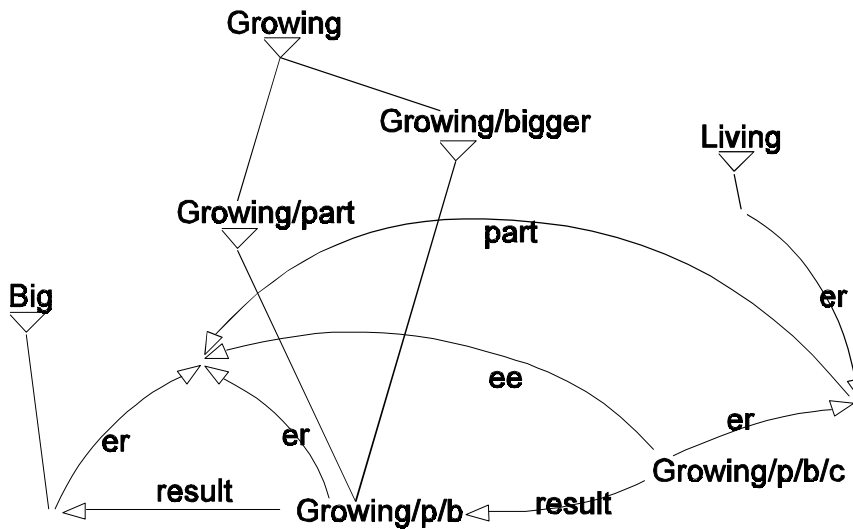 Growing
Growing/bigger
Living
Growing/part
part
Big
er
ee
er
er
er
Growing/p/b/c
result
Growing/p/b
result